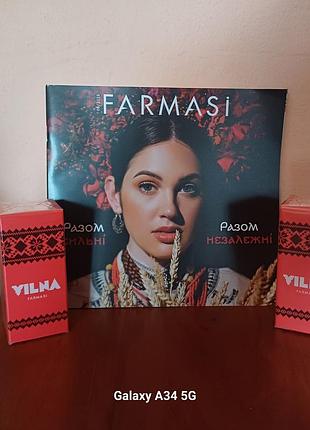 FARMASi
Разом
сильні
Разом
незалежні
VILNA
FARMASI
VILNA
FARMASI
Galaxy A34 5G